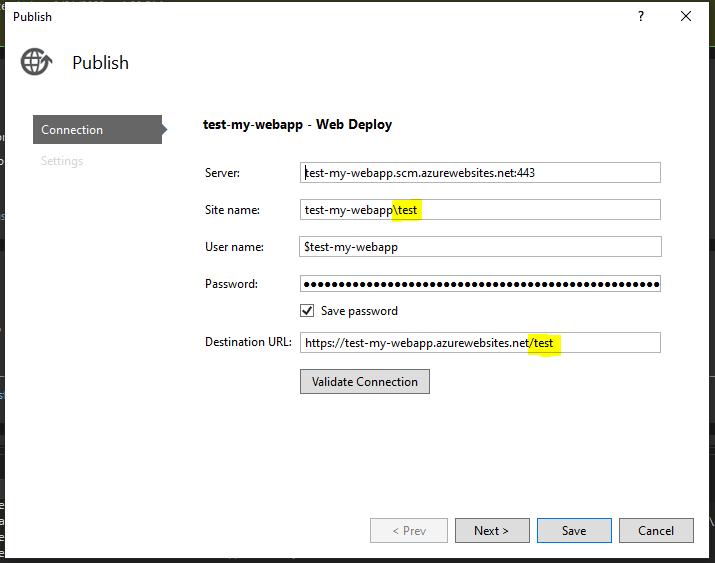 Publish
?
Publish
Connection
Settings
test-my-webapp - Web Deploy
Server: test-my-webapp.scm.azurewebsites.net:443
Site name: test-my-webapp\test
User name: $test-my-webapp
Password:
Save password
Destination URL: https://test-my-webapp.azurewebsites.net/test
Validate Connection
< Prev Next > Save Cancel